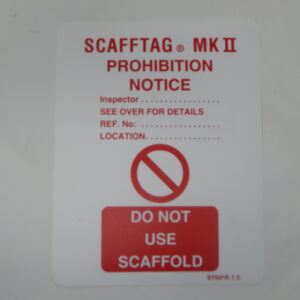 SCAFFTAG ® MK II
PROHIBITION
NOTICE
Inspector ................
SEE OVER FOR DETAILS
REF. No: ................
LOCATION ................
DO NOT
USE
SCAFFOLD